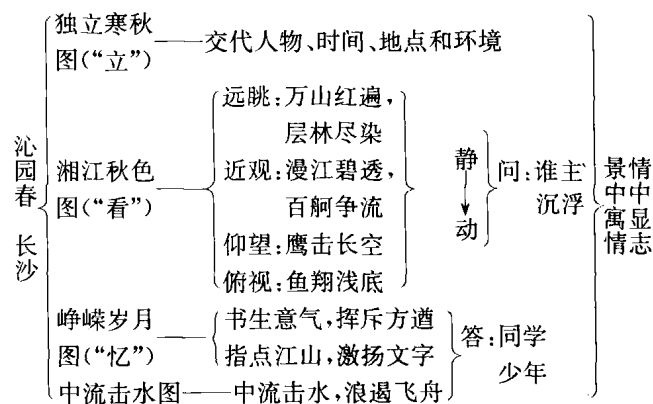 沁园春 长沙
独立寒秋
图(“立”)
交代人物、时间、地点和环境
湘江秋色
图(“看”)
远眺:万山红遍,
层林尽染
近观:漫江碧透,
百舸争流
仰望:鹰击长空
俯视:鱼翔浅底
静
动
问:谁主
沉浮
峥嵘岁月
图(“忆”)
书生意气,挥斥方遒
指点江山,激扬文字
中流击水图
中流击水,浪遏飞舟
答:同学
少年
景中寓情
情中显志